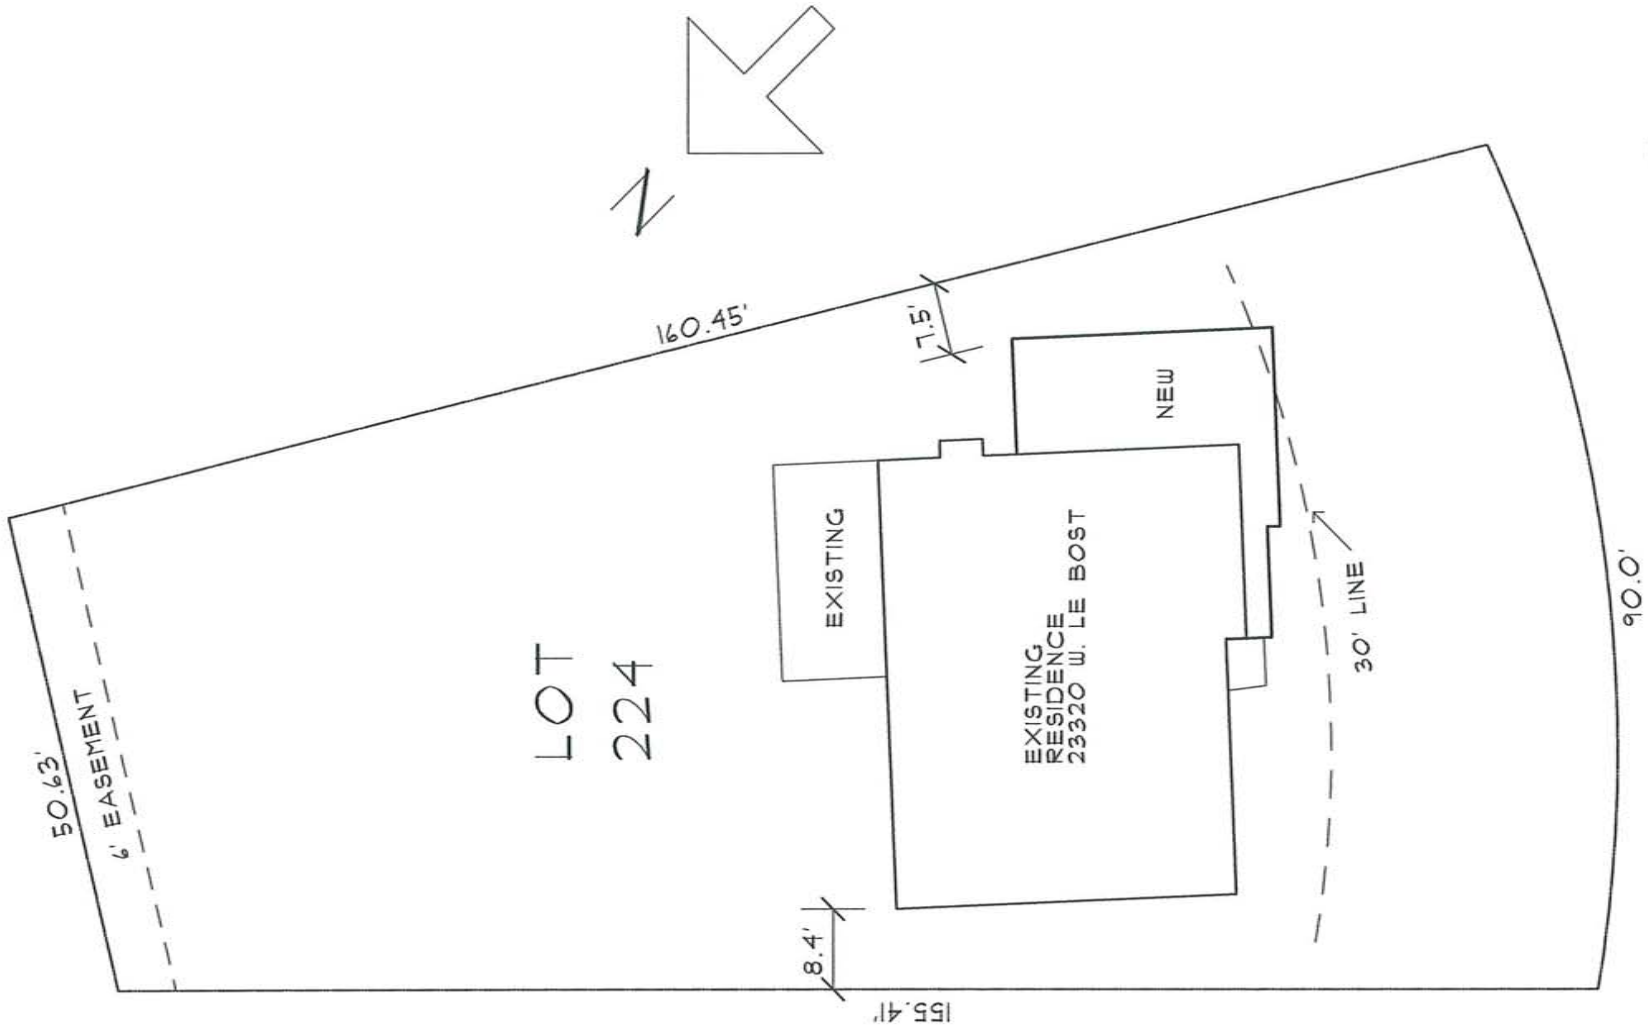 N
160.45'
7.5'
NEW
EXISTING
50.63'
6' EASEMENT
LOT
224
EXISTING
RESIDENCE
23320 W. LE BOST
30' LINE
90.0'
8.4'
155.41'